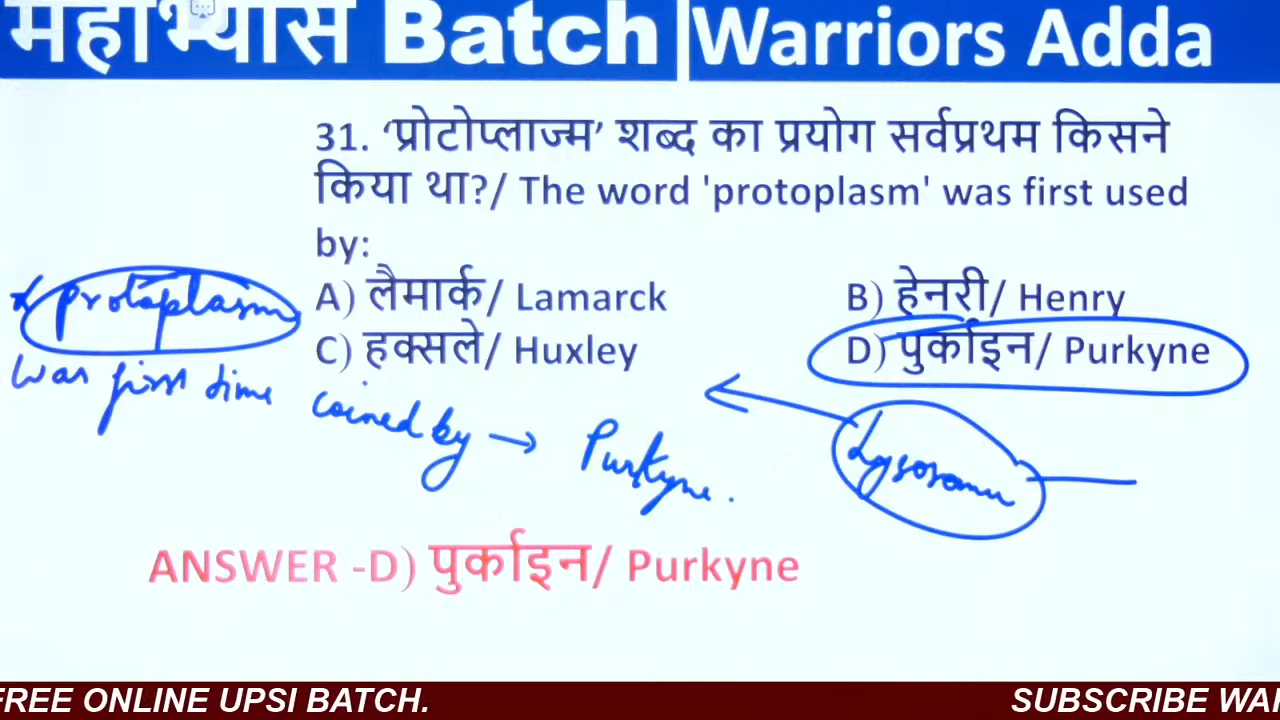 महाभ्यास Batch Warriors Adda
31. ‘प्रोटोप्लाज्म’ शब्द का प्रयोग सर्वप्रथम किसने
किया था?/ The word 'protoplasm' was first used
by:
A) लैमार्क/ Lamarck B) हेनरी/ Henry
C) हक्सले/ Huxley D) पुर्काइन/ Purkyne
protoplasm
was first time coined by → Purkyne.
ANSWER -D) पुर्काइन/ Purkyne
FREE ONLINE UPSI BATCH. SUBSCRIBE WAR